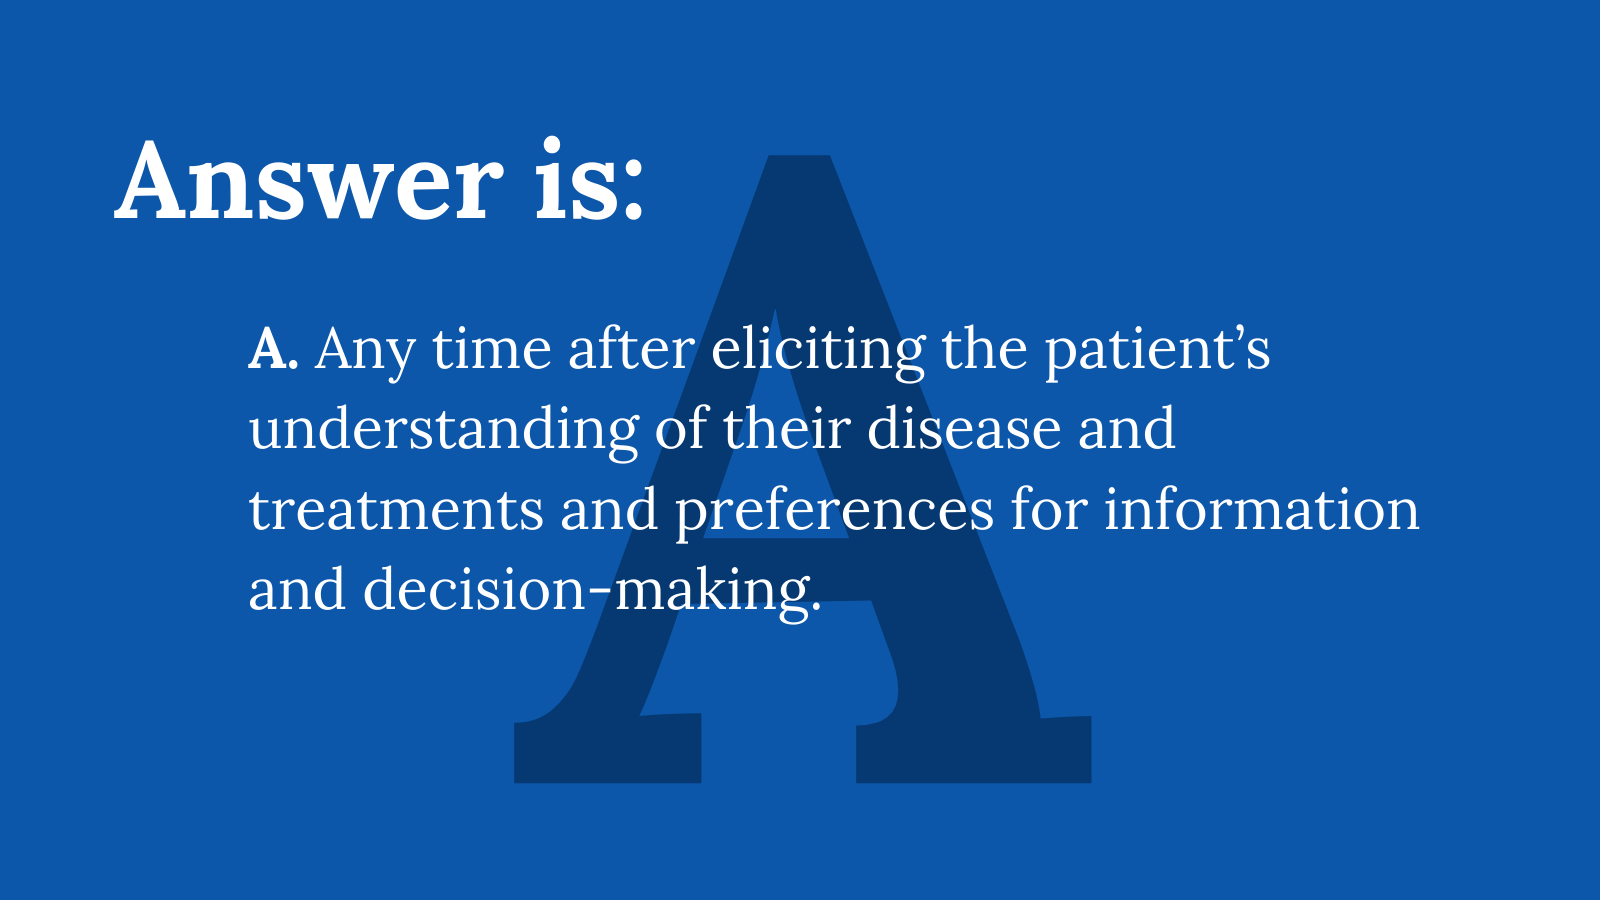 Answer is:
A
A. Any time after eliciting the patient’s
understanding of their disease and
treatments and preferences for information
and decision-making.